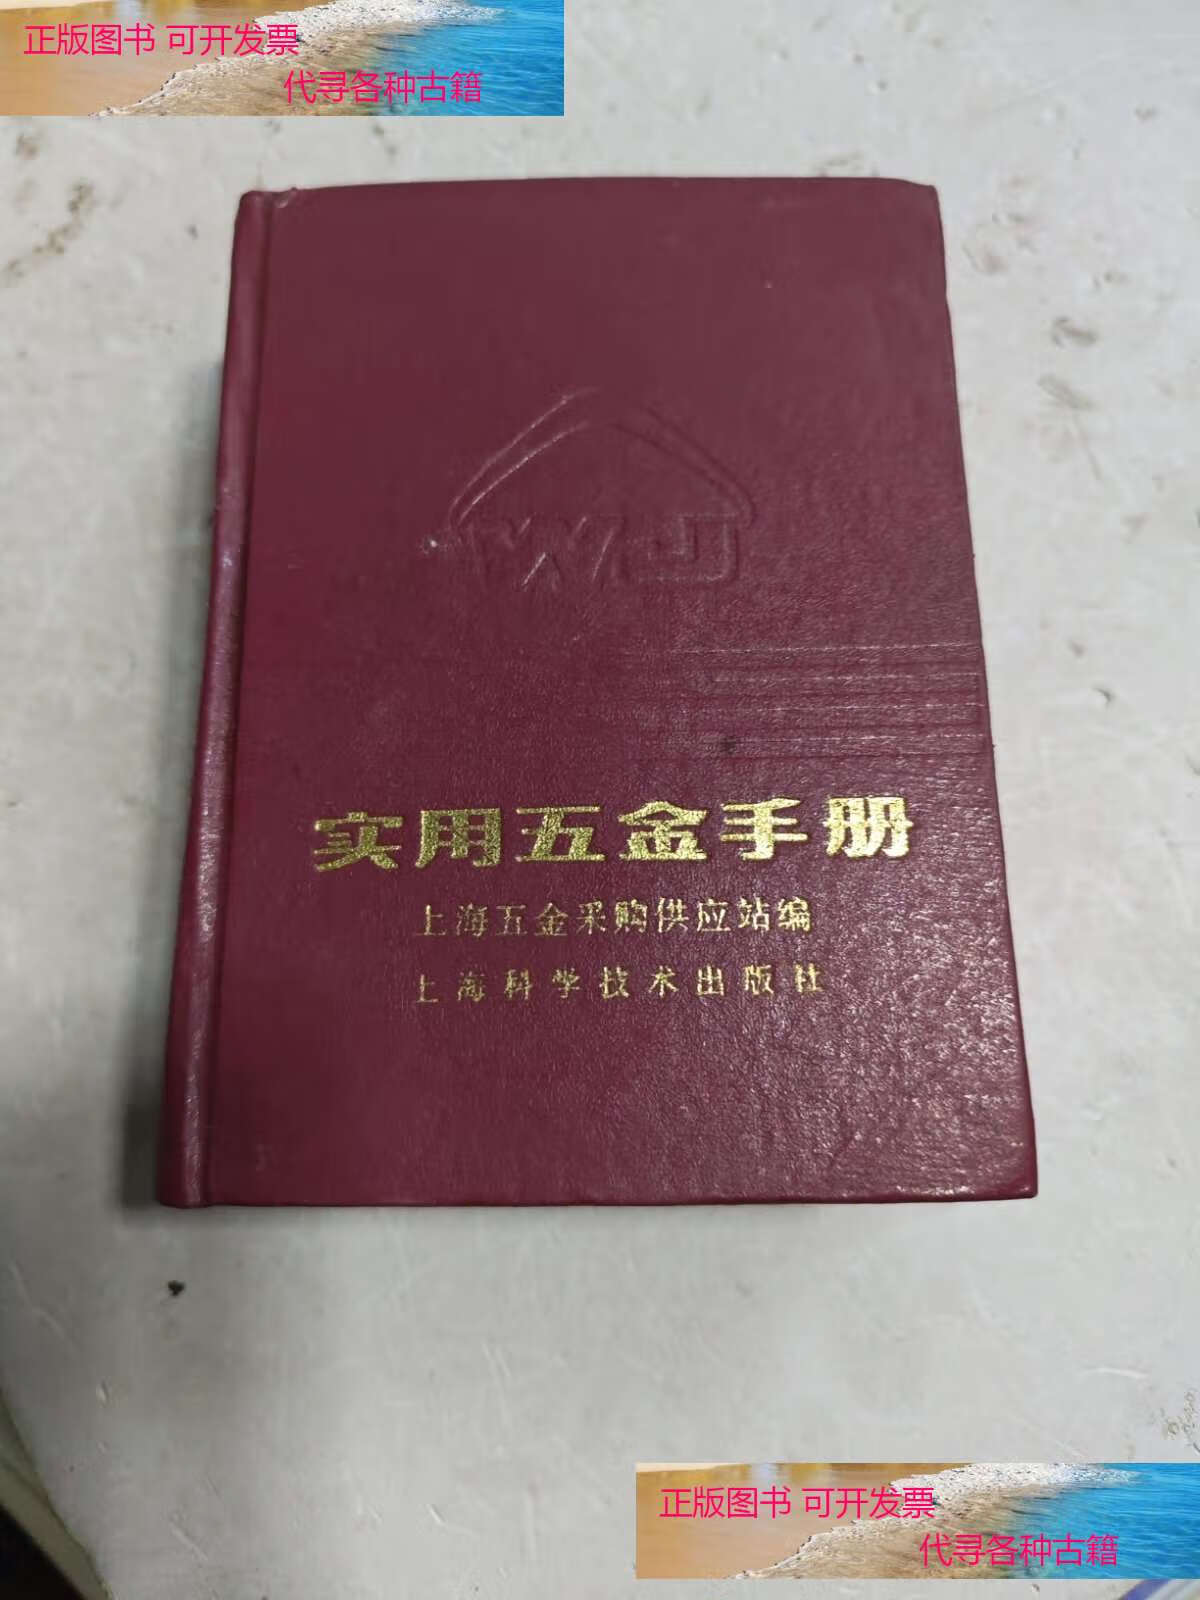 正版图书 可开发票
代寻各种古籍
实用五金手册
上海五金采购供应站编
上海科学技术出版社
正版图书 可开发票
代寻各种古籍